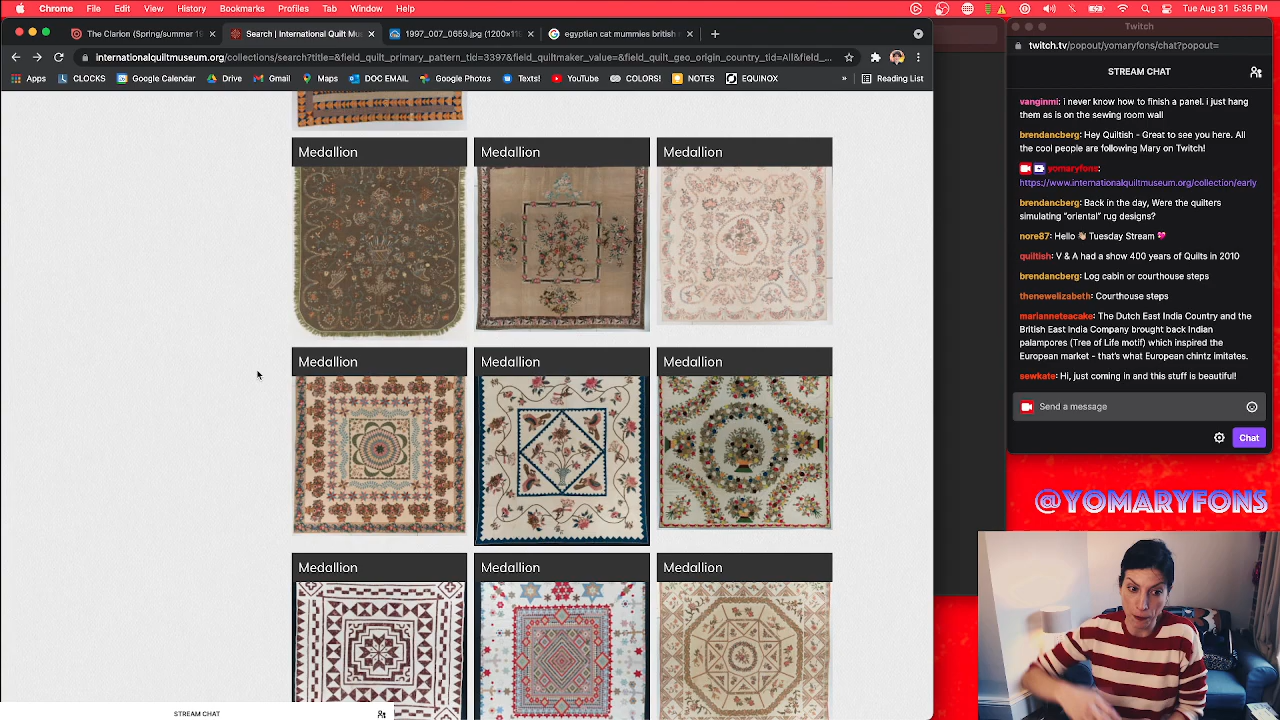 Chrome File Edit View History Bookmarks Profiles Tab Window Help
Tue Aug 31 5:35 PM
The Clarion (Spring/summer 19
Search | International Quilt Mus
1997_007_0659.jpg (1200×11
egyptian cat mummies british m
internationalquiltmuseum.org/collections/search?title=&field_quilt_primary_pattern_tid=3397&field_quiltmaker_value=&field_quilt_geo_origin_country_tid=All&field_...
Apps CLOCKS Google Calendar Drive Gmail Maps DOC EMAIL Google Photos Texts! YouTube COLORS! NOTES EQUINOX » Reading List
Medallion Medallion Medallion
Medallion Medallion Medallion
Medallion Medallion Medallion
STREAM CHAT
Twitch
twitch.tv/popout/yomaryfons/chat?popout=
STREAM CHAT
vanginmi: i never know how to finish a panel. i just hang
them as is on the sewing room wall
brendancberg: Hey Quiltish - Great to see you here. All
the cool people are following Mary on Twitch!
yomaryfons:
https://www.internationalquiltmuseum.org/collection/early
brendancberg: Back in the day, Were the quilters
simulating “oriental” rug designs?
nore87: Hello 👋🏼 Tuesday Stream 💖
quiltish: V & A had a show 400 years of Quilts in 2010
brendancberg: Log cabin or courthouse steps
thenewelizabeth: Courthouse steps
marianneteacake: The Dutch East India Country and the
British East India Company brought back Indian
palampores (Tree of Life motif) which inspired the
European market - that's what European chintz imitates.
sewkate: Hi, just coming in and this stuff is beautiful!
Send a message
Chat
@YOMARYFONS